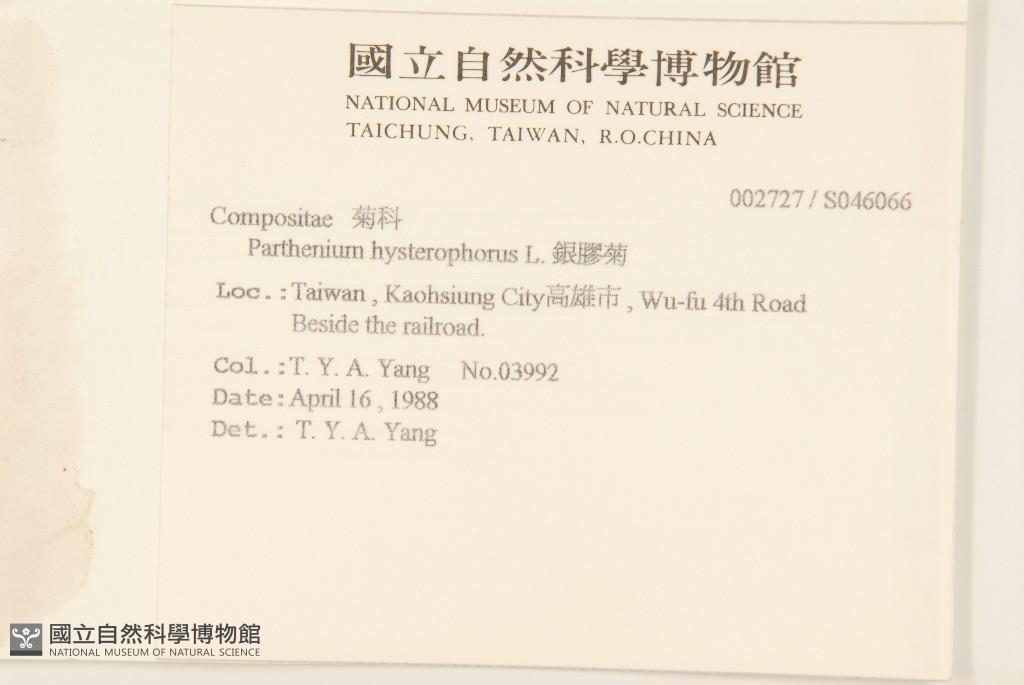 國立自然科學博物館
NATIONAL MUSEUM OF NATURAL SCIENCE
TAICHUNG, TAIWAN, R.O.CHINA
002727 / S046066
Compositae 菊科
Parthenium hysterophorus L. 銀膠菊
Loc.:Taiwan , Kaohsiung City高雄市 , Wu-fu 4th Road
Beside the railroad.
Col.:T. Y. A. Yang No.03992
Date:April 16 , 1988
Det.: T. Y. A. Yang
國立自然科學博物館
NATIONAL MUSEUM OF NATURAL SCIENCE